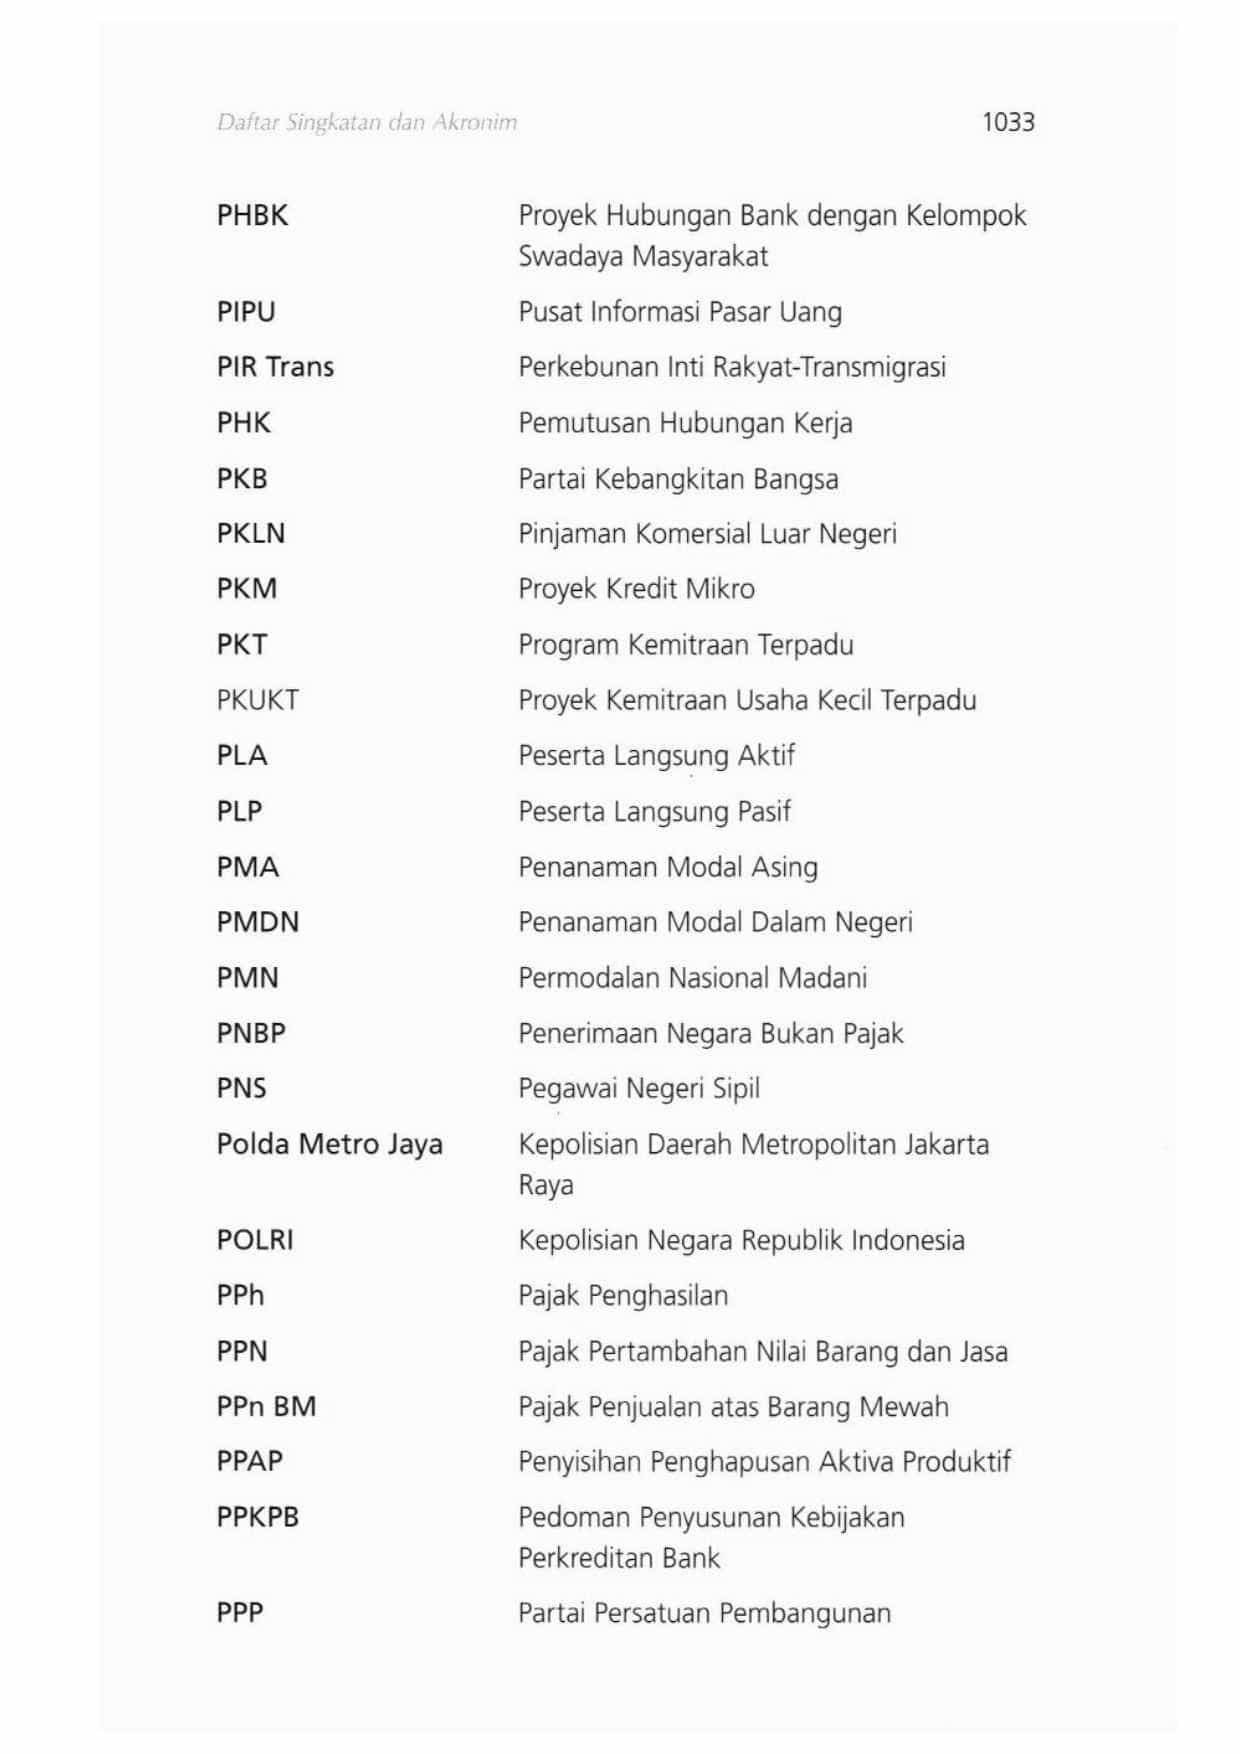 Daftar Singkatan dan Akronim 1033
PHBK Proyek Hubungan Bank dengan Kelompok
Swadaya Masyarakat
PIPU Pusat Informasi Pasar Uang
PIR Trans Perkebunan Inti Rakyat-Transmigrasi
PHK Pemutusan Hubungan Kerja
PKB Partai Kebangkitan Bangsa
PKLN Pinjaman Komersial Luar Negeri
PKM Proyek Kredit Mikro
PKT Program Kemitraan Terpadu
PKUKT Proyek Kemitraan Usaha Kecil Terpadu
PLA Peserta Langsung Aktif
PLP Peserta Langsung Pasif
PMA Penanaman Modal Asing
PMDN Penanaman Modal Dalam Negeri
PMN Permodalan Nasional Madani
PNBP Penerimaan Negara Bukan Pajak
PNS Pegawai Negeri Sipil
Polda Metro Jaya Kepolisian Daerah Metropolitan Jakarta
Raya
POLRI Kepolisian Negara Republik Indonesia
PPh Pajak Penghasilan
PPN Pajak Pertambahan Nilai Barang dan Jasa
PPn BM Pajak Penjualan atas Barang Mewah
PPAP Penyisihan Penghapusan Aktiva Produktif
PPKPB Pedoman Penyusunan Kebijakan
Perkreditan Bank
PPP Partai Persatuan Pembangunan